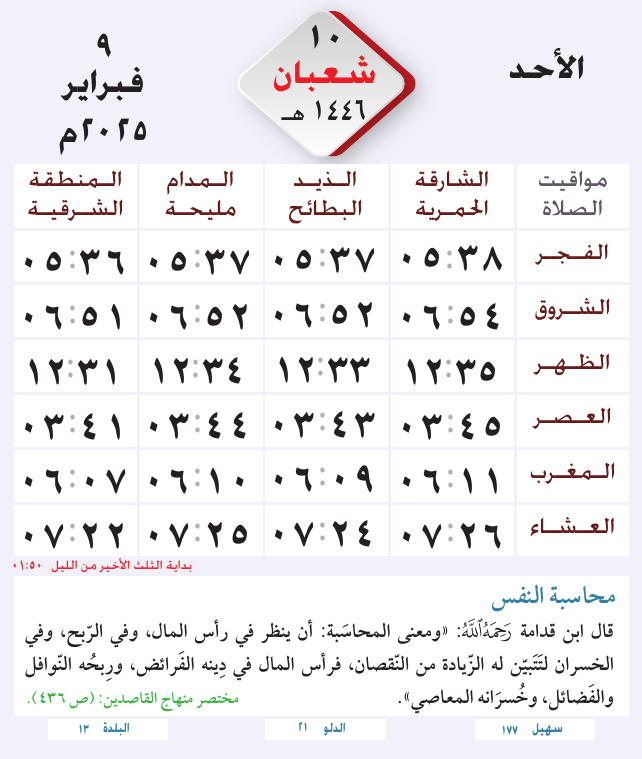 الأحد
١٠
شعبان
١٤٤٦ هـ
٩
فبراير
٢٠٢٥م
مواقيت الصلاة | الشارقة الحمرية | الذيد البطائح | المدام مليحة | المنطقة الشرقية
الفجر ٠٥:٣٨ ٠٥:٣٧ ٠٥:٣٧ ٠٥:٣٦
الشروق ٠٦:٥٤ ٠٦:٥٢ ٠٦:٥٢ ٠٦:٥١
الظهر ١٢:٣٥ ١٢:٣٣ ١٢:٣٤ ١٢:٣١
العصر ٠٣:٤٥ ٠٣:٤٣ ٠٣:٤٤ ٠٣:٤١
المغرب ٠٦:١١ ٠٦:٠٩ ٠٦:١٠ ٠٦:٠٧
العشاء ٠٧:٢٦ ٠٧:٢٤ ٠٧:٢٥ ٠٧:٢٢
بداية الثلث الأخير من الليل ٠١:٥٠
محاسبة النفس
قال ابن قدامة رَحِمَهُ اللَّهُ: «ومعنى المحاسَبة: أن ينظر في رأس المال، وفي الرّبح، وفي
الخسران لتَتَبيّن له الزّيادة من النّقصان، فرأس المال في دِينه الفَرائض، ورِبحُه النّوافل
والفَضائل، وخُسرَانه المعاصي». مختصر منهاج القاصدين: (ص ٤٣٦).
سهيل ١٧٧ الدلو ٢١ البلدة ١٣